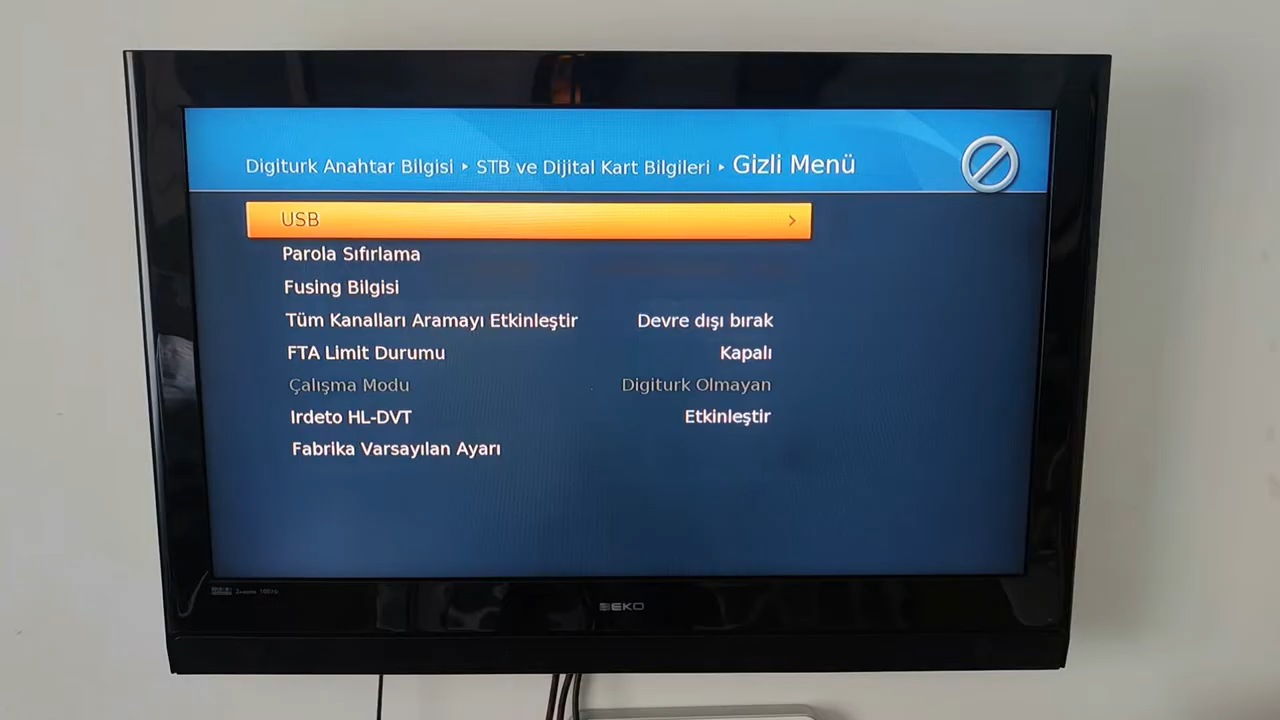 Digiturk Anahtar Bilgisi ▸ STB ve Dijital Kart Bilgileri ▸ Gizli Menü
USB >
Parola Sıfırlama
Fusing Bilgisi
Tüm Kanalları Aramayı Etkinleştir Devre dışı bırak
FTA Limit Durumu Kapalı
Çalışma Modu Digiturk Olmayan
Irdeto HL-DVT Etkinleştir
Fabrika Varsayılan Ayarı
BEKO